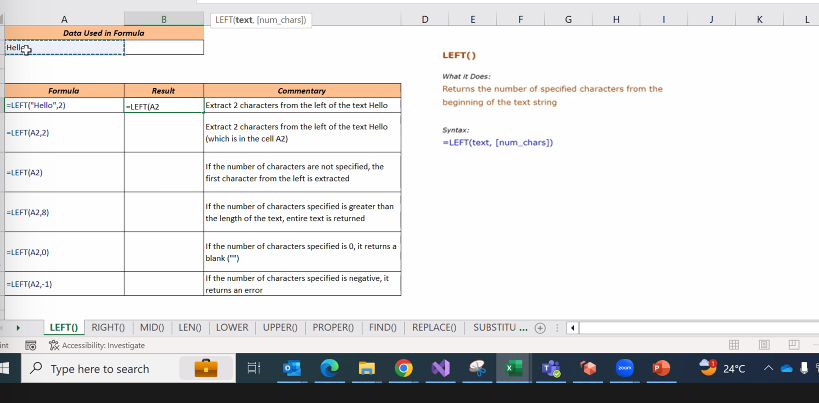 A B LEFT(text, [num_chars]) D E F G H I J K L
Data Used in Formula
Hello
LEFT()
What it Does:
Returns the number of specified characters from the
beginning of the text string
Syntax:
=LEFT(text, [num_chars])
Formula Result Commentary
=LEFT("Hello",2) =LEFT(A2 Extract 2 characters from the left of the text Hello
=LEFT(A2,2) Extract 2 characters from the left of the text Hello
(which is in the cell A2)
=LEFT(A2) If the number of characters are not specified, the
first character from the left is extracted
=LEFT(A2,8) If the number of characters specified is greater than
the length of the text, entire text is returned
=LEFT(A2,0) If the number of characters specified is 0, it returns a
blank ("")
=LEFT(A2,-1) If the number of characters specified is negative, it
returns an error
LEFT() RIGHT() MID() LEN() LOWER UPPER() PROPER() FIND() REPLACE() SUBSTITU ...
int Accessibility: Investigate
Type here to search zoom 24°C